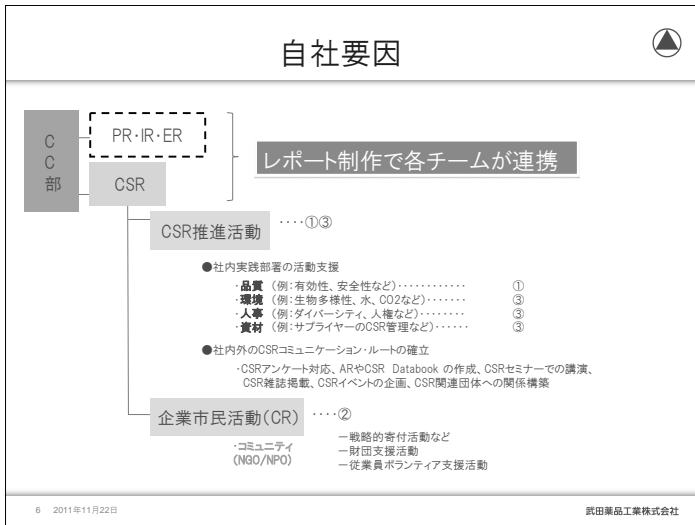 自社要因
CC部
PR・IR・ER
CSR
レポート制作で各チームが連携
CSR推進活動 ････①③
●社内実践部署の活動支援
・品質 (例：有効性、安全性など)････････････ ①
・環境 (例：生物多様性、水、CO2など)･･･････ ③
・人事 (例：ダイバーシティ、人権など)････････ ③
・資材 (例：サプライヤーのCSR管理など)･･････ ③
●社内外のCSRコミュニケーション・ルートの確立
・CSRアンケート対応、ARやCSR Databook の作成、CSRセミナーでの講演、
CSR雑誌掲載、CSRイベントの企画、CSR関連団体への関係構築
企業市民活動(CR) ････②
・コミュニティ
(NGO/NPO)
－戦略的寄付活動など
－財団支援活動
－従業員ボランティア支援活動
6 2011年11月22日
武田薬品工業株式会社